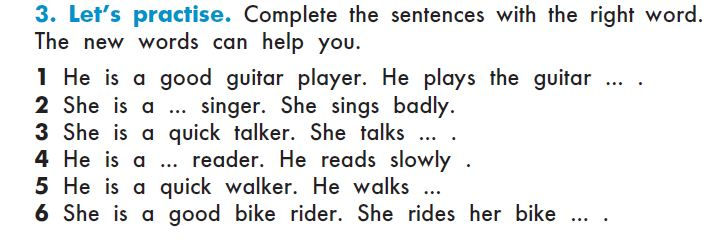 3. Let's practise. Complete the sentences with the right word.
The new words can help you.
1 He is a good guitar player. He plays the guitar ... .
2 She is a ... singer. She sings badly.
3 She is a quick talker. She talks ... .
4 He is a ... reader. He reads slowly .
5 He is a quick walker. He walks ...
6 She is a good bike rider. She rides her bike ... .